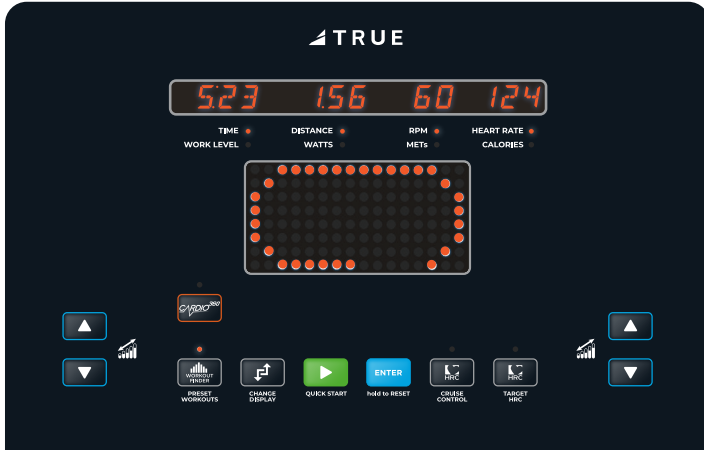 TRUE
5:23 1.56 60 124
TIME DISTANCE RPM HEART RATE
WORK LEVEL WATTS METs CALORIES
CARDIO360
WORKOUT
FINDER
HRC
HRC
ENTER
PRESET
WORKOUTS
CHANGE
DISPLAY
QUICK START
hold to RESET
CRUISE
CONTROL
TARGET
HRC